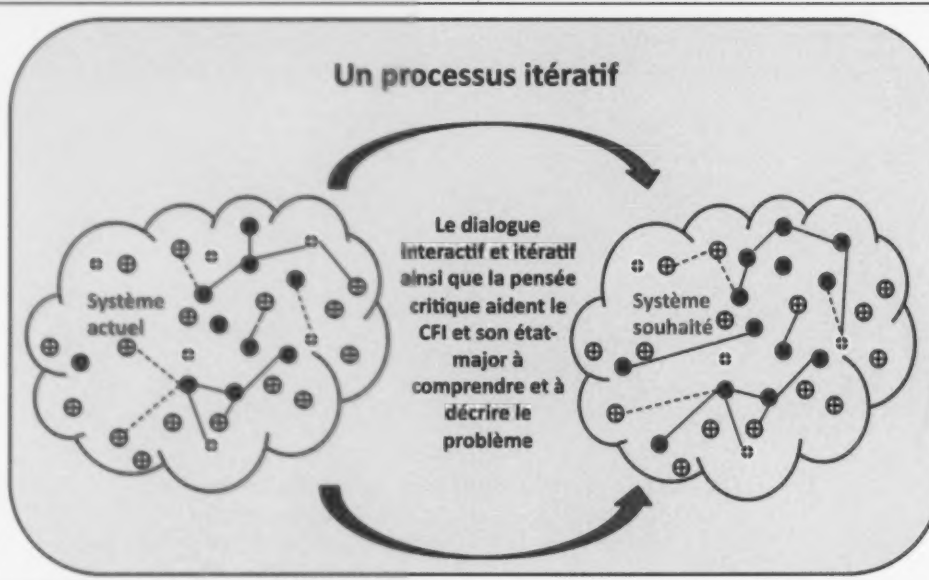 Un processus itératif
Système
actuel
Le dialogue
interactif et itératif
ainsi que la pensée
critique aident le
CFI et son état-
major à
comprendre et à
décrire le
problème
Système
souhaité